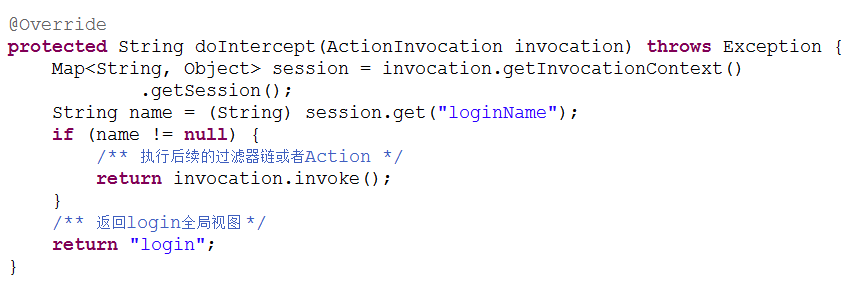 @Override
protected String doIntercept(ActionInvocation invocation) throws Exception {
    Map<String, Object> session = invocation.getInvocationContext()
            .getSession();
    String name = (String) session.get("loginName");
    if (name != null) {
        /** 执行后续的过滤器链或者Action */
        return invocation.invoke();
    }
    /** 返回login全局视图 */
    return "login";
}